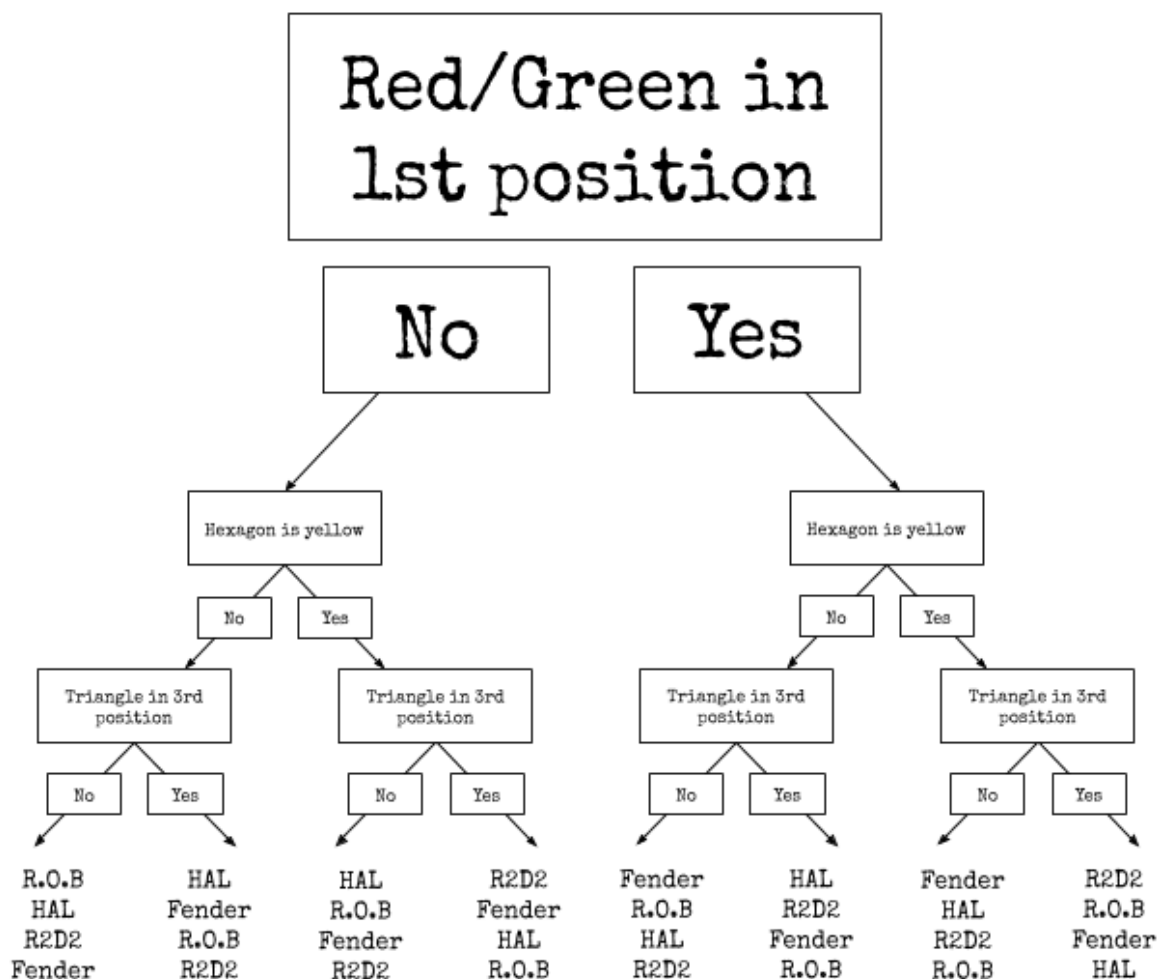 Red/Green in
1st position
No
Yes
Hexagon is yellow
Hexagon is yellow
No
Yes
No
Yes
Triangle in 3rd
position
Triangle in 3rd
position
Triangle in 3rd
position
Triangle in 3rd
position
No
Yes
No
Yes
No
Yes
No
Yes
R.O.B
HAL
R2D2
Fender
HAL
Fender
R.O.B
R2D2
HAL
R.O.B
Fender
R2D2
R2D2
Fender
HAL
R.O.B
Fender
R.O.B
HAL
R2D2
HAL
R2D2
Fender
R.O.B
Fender
HAL
R2D2
R.O.B
R2D2
R.O.B
Fender
HAL